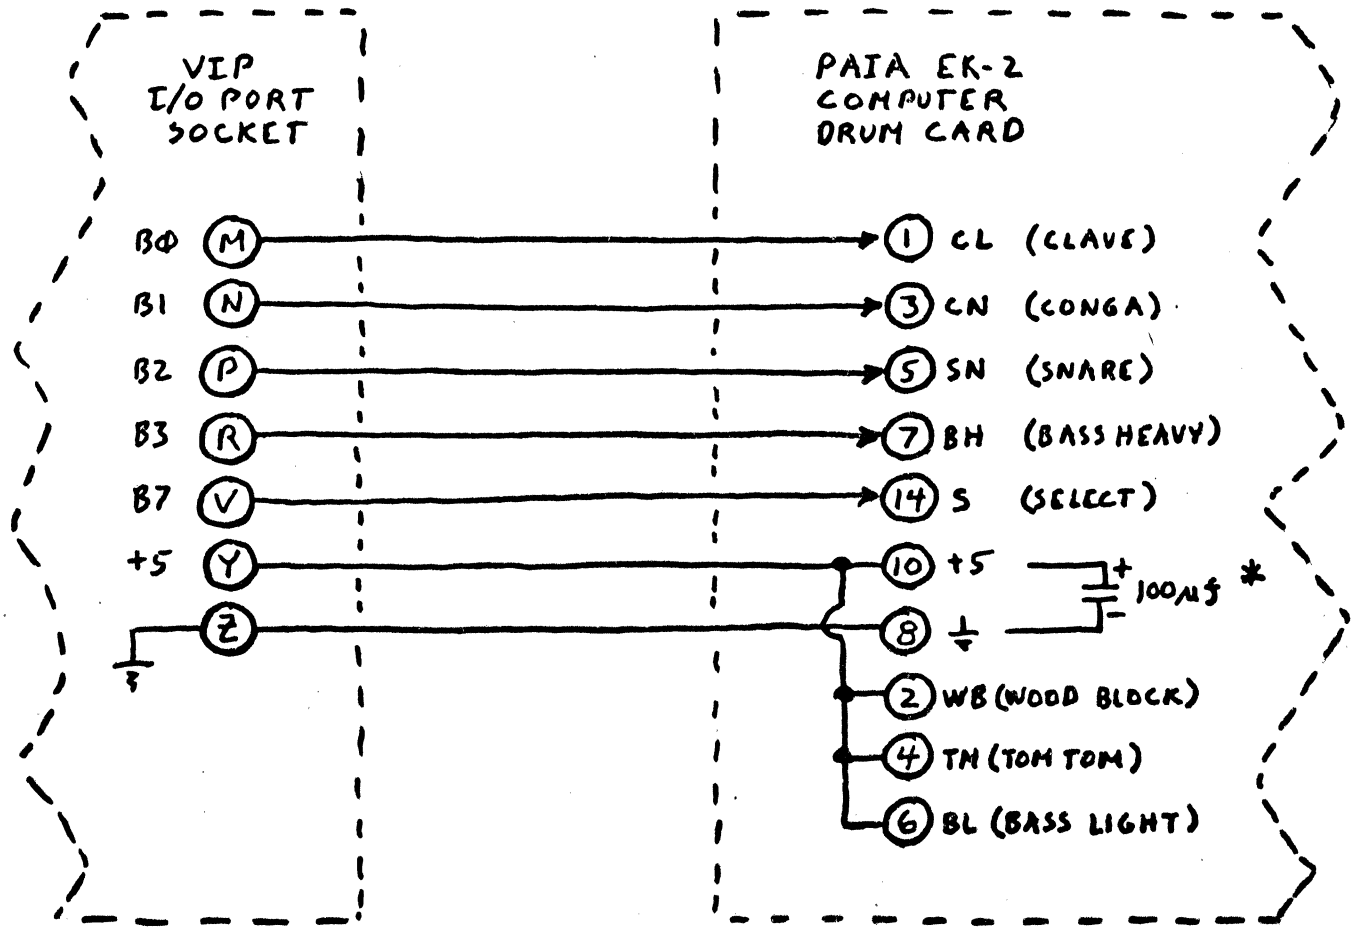 VIP
I/O PORT
SOCKET
PAIA EK-2
COMPUTER
DRUM CARD
B0 M 1 CL (CLAVE)
B1 N 3 CN (CONGA)
B2 P 5 SN (SNARE)
B3 R 7 BH (BASS HEAVY)
B7 V 14 S (SELECT)
+5 Y 10 +5 + 100µf *
Z 8 -
2 WB (WOOD BLOCK)
4 TM (TOM TOM)
6 BL (BASS LIGHT)